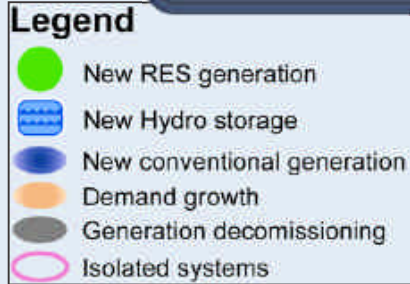 Legend
New RES generation
New Hydro storage
New conventional generation
Demand growth
Generation decomissioning
Isolated systems